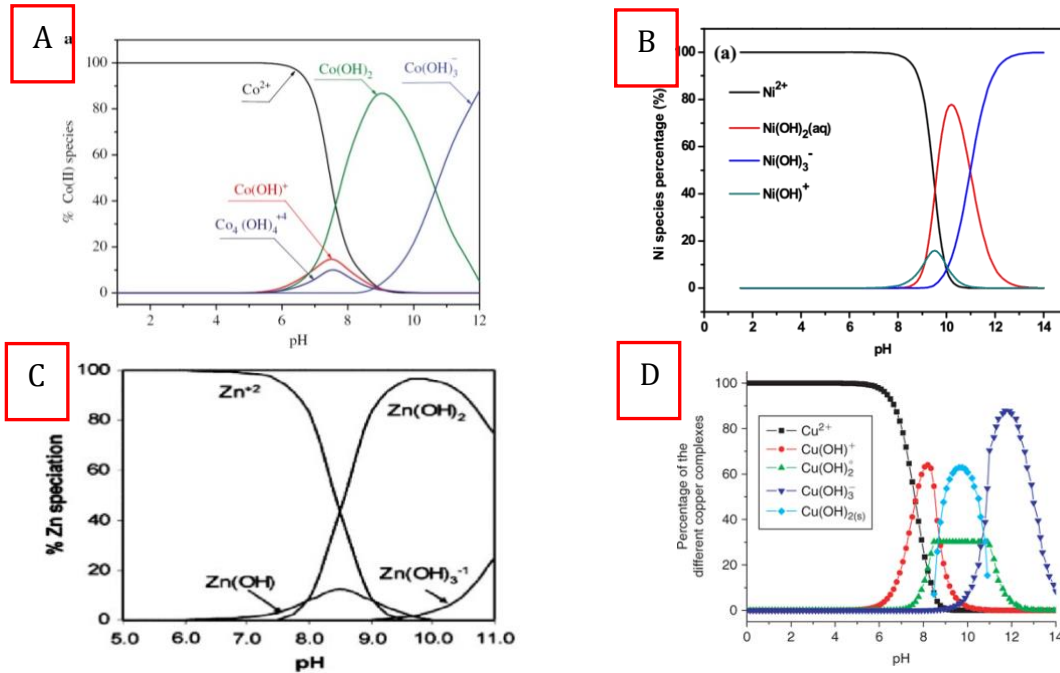 A
a
100
80
60
40
20
0
% Co(II) species
Co²⁺
Co(OH)₂
Co(OH)₃⁻
Co(OH)⁺
Co₄ (OH)₄⁺⁴
2 4 6 8 10 12
pH
B
(a)
100
80
60
40
20
0
Ni species percentage (%)
Ni²⁺
Ni(OH)₂(aq)
Ni(OH)₃⁻
Ni(OH)⁺
0 2 4 6 8 10 12 14
pH
C
100
80
60
40
20
0
% Zn speciation
Zn⁺²
Zn(OH)₂
Zn(OH)
Zn(OH)₃⁻¹
5.0 6.0 7.0 8.0 9.0 10.0 11.0
pH
D
100
80
60
40
20
0
Percentage of the
different copper complexes
Cu²⁺
Cu(OH)⁺
Cu(OH)₃⁻
Cu(OH)₂₍ₛ₎
0 2 4 6 8 10 12 14
pH